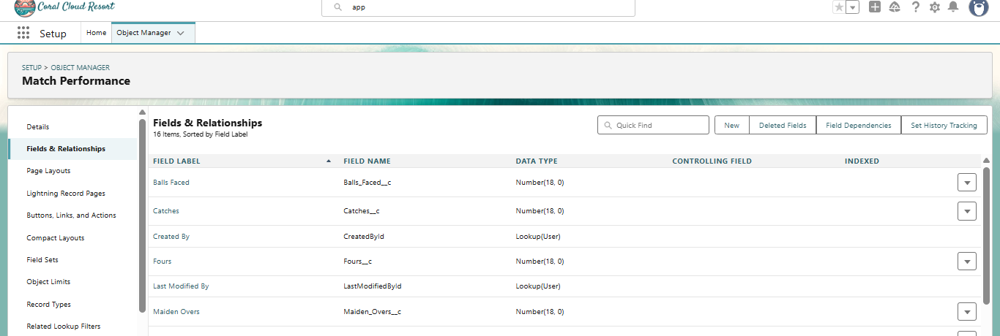 Coral Cloud Resort
app
Setup
Home
Object Manager
SETUP > OBJECT MANAGER
Match Performance
Details
Fields & Relationships
Page Layouts
Lightning Record Pages
Buttons, Links, and Actions
Compact Layouts
Field Sets
Object Limits
Record Types
Related Lookup Filters
Fields & Relationships
16 Items, Sorted by Field Label
Quick Find
New
Deleted Fields
Field Dependencies
Set History Tracking
FIELD LABEL FIELD NAME DATA TYPE CONTROLLING FIELD INDEXED
Balls Faced Balls_Faced__c Number(18, 0)
Catches Catches__c Number(18, 0)
Created By CreatedById Lookup(User)
Fours Fours__c Number(18, 0)
Last Modified By LastModifiedById Lookup(User)
Maiden Overs Maiden_Overs__c Number(18, 0)